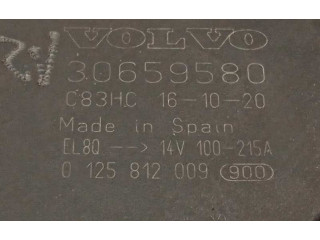 VOLVO
30659580
C83HC 16-10-20
Made in Spain
EL80 --> 14V 100-215A
0 125 812 009 900